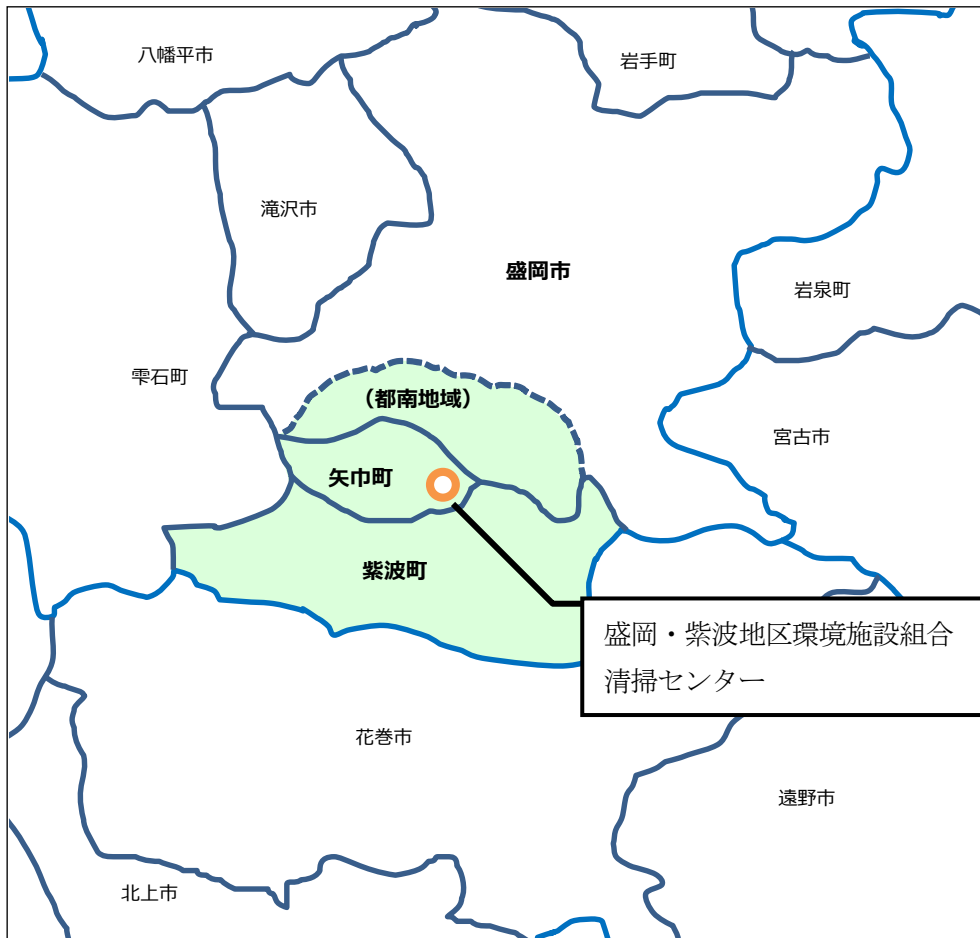 八幡平市
岩手町
滝沢市
盛岡市
岩泉町
雫石町
（都南地域）
宮古市
矢巾町
紫波町
盛岡・紫波地区環境施設組合
清掃センター
花巻市
遠野市
北上市